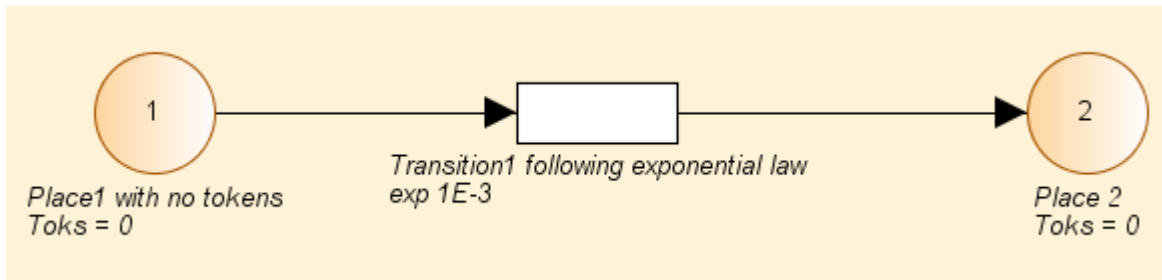 1
2
Transition1 following exponential law
exp 1E-3
Place1 with no tokens
Toks = 0
Place 2
Toks = 0